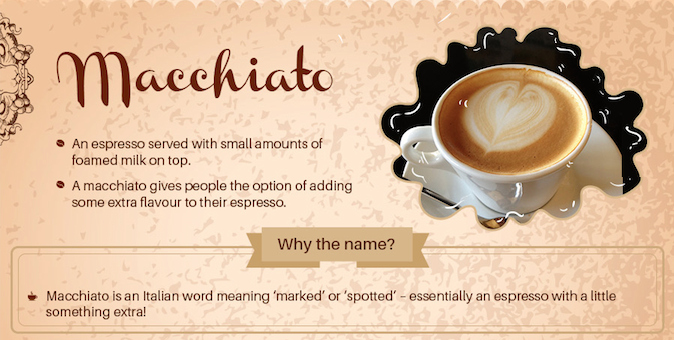 Macchiato
An espresso served with small amounts of
foamed milk on top.
A macchiato gives people the option of adding
some extra flavour to their espresso.
Why the name?
Macchiato is an Italian word meaning ‘marked’ or ‘spotted’ – essentially an espresso with a little
something extra!